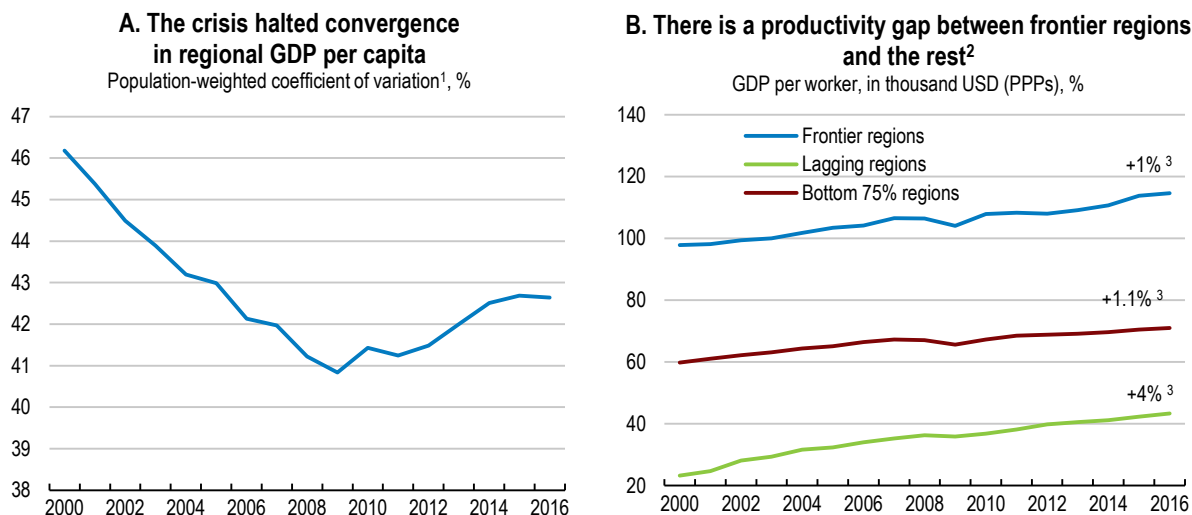 A. The crisis halted convergence
in regional GDP per capita
Population-weighted coefficient of variation¹, %
47
46
45
44
43
42
41
40
39
38
2000 2002 2004 2006 2008 2010 2012 2014 2016
B. There is a productivity gap between frontier regions
and the rest²
GDP per worker, in thousand USD (PPPs), %
140
120
100
80
60
40
20
Frontier regions
Lagging regions
Bottom 75% regions
+1% ³
+1.1% ³
+4% ³
2000 2002 2004 2006 2008 2010 2012 2014 2016